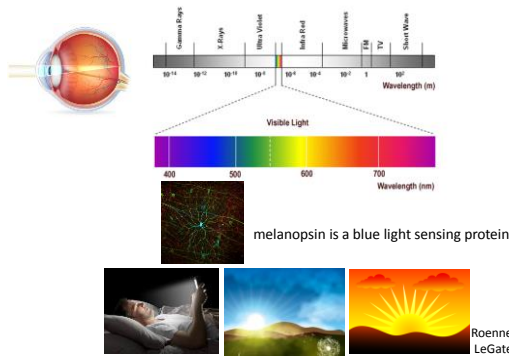 Gamma Rays
X.Rays
Ultra Violet
Infra Red
Microwaves
FM
TV
Short Wave
10-14 10-12 10-10 10-8 10-6 10-4 10-2 1 10²
Wavelength (m)
Visible Light
400 500 600 700
Wavelength (nm)
melanopsin is a blue light sensing protein
Roenne
LeGate